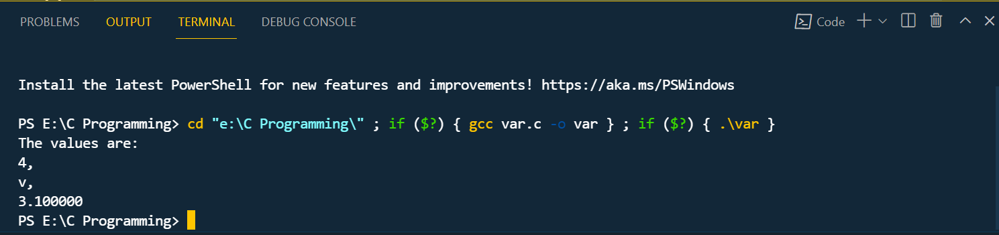 PROBLEMS OUTPUT TERMINAL DEBUG CONSOLE Code
Install the latest PowerShell for new features and improvements! https://aka.ms/PSWindows
PS E:\C Programming> cd "e:\C Programming\" ; if ($?) { gcc var.c -o var } ; if ($?) { .\var }
The values are:
4,
v,
3.100000
PS E:\C Programming>